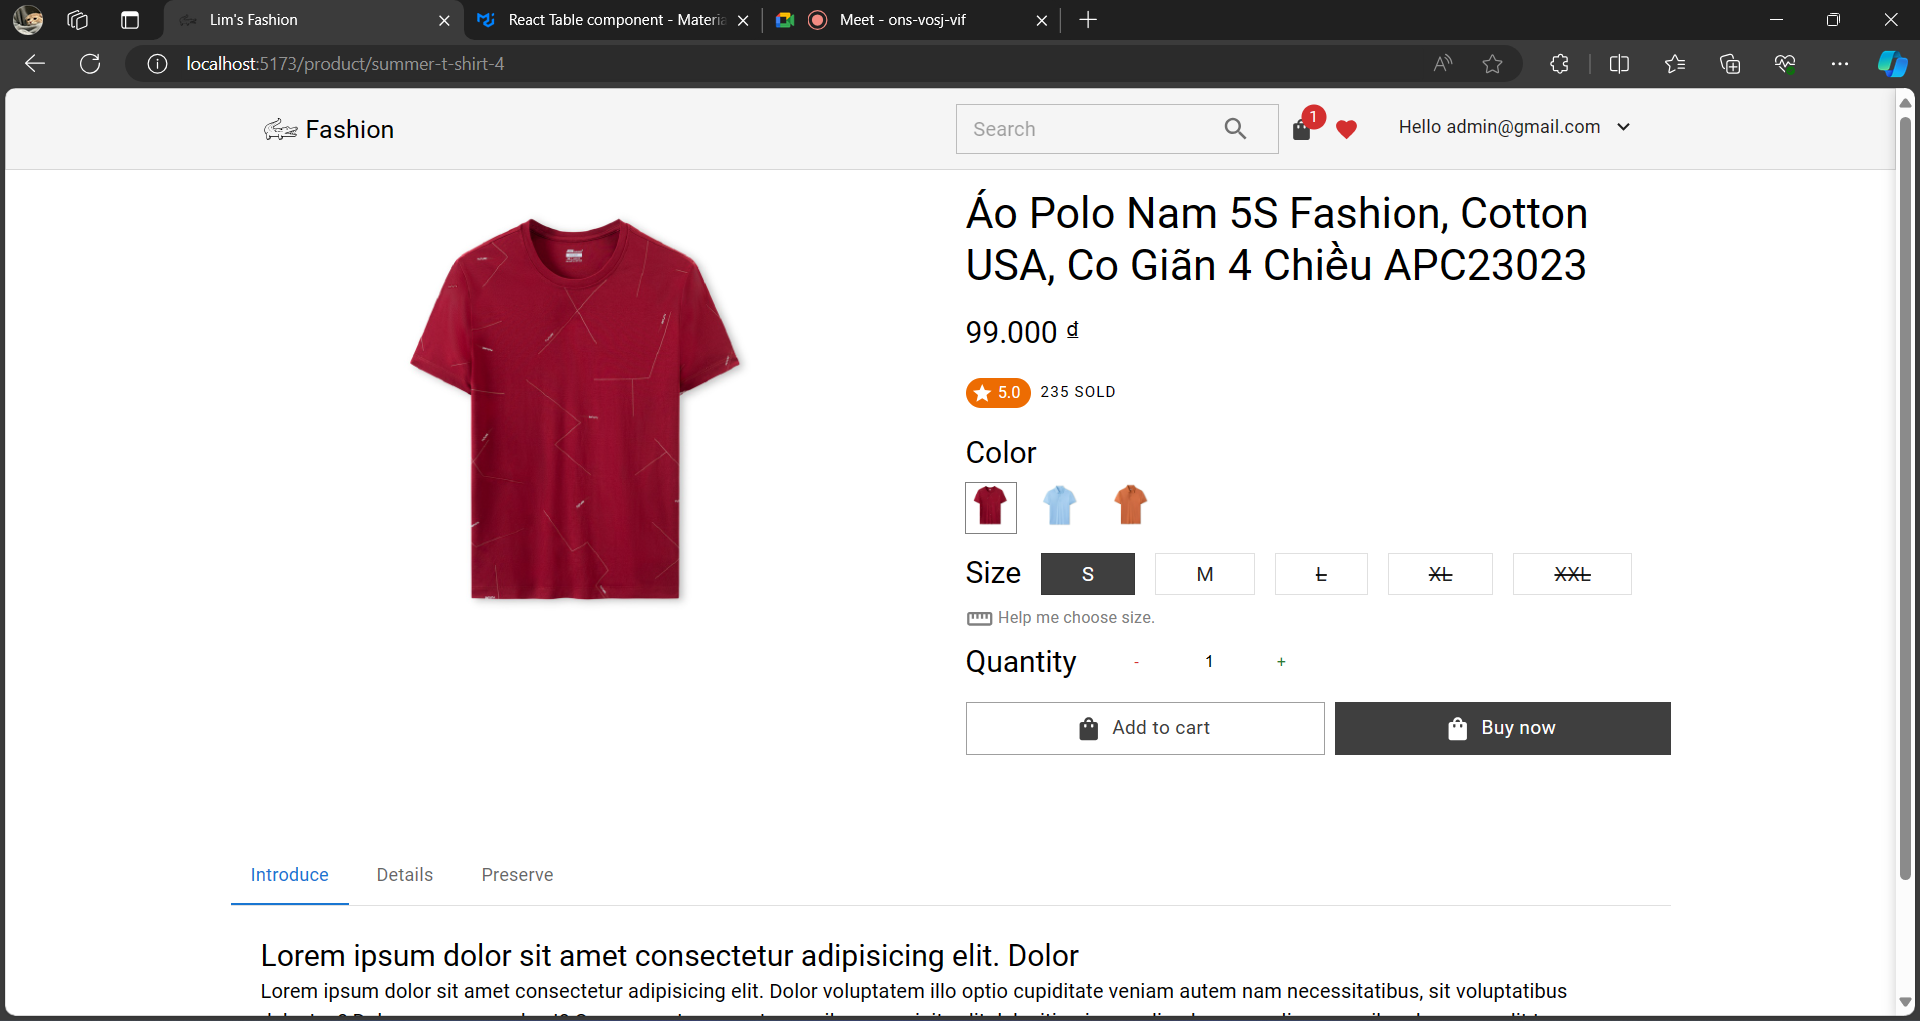 Lim's Fashion
React Table component - Materia
Meet - ons-vosj-vif
localhost:5173/product/summer-t-shirt-4
Fashion
Search
1
Hello admin@gmail.com
Áo Polo Nam 5S Fashion, Cotton
USA, Co Giãn 4 Chiều APC23023
99.000 ₫
5.0 235 SOLD
Color
Size S M L XL XXL
Help me choose size.
Quantity - 1 +
Add to cart Buy now
Introduce Details Preserve
Lorem ipsum dolor sit amet consectetur adipisicing elit. Dolor
Lorem ipsum dolor sit amet consectetur adipisicing elit. Dolor voluptatem illo optio cupiditate veniam autem nam necessitatibus, sit voluptatibus